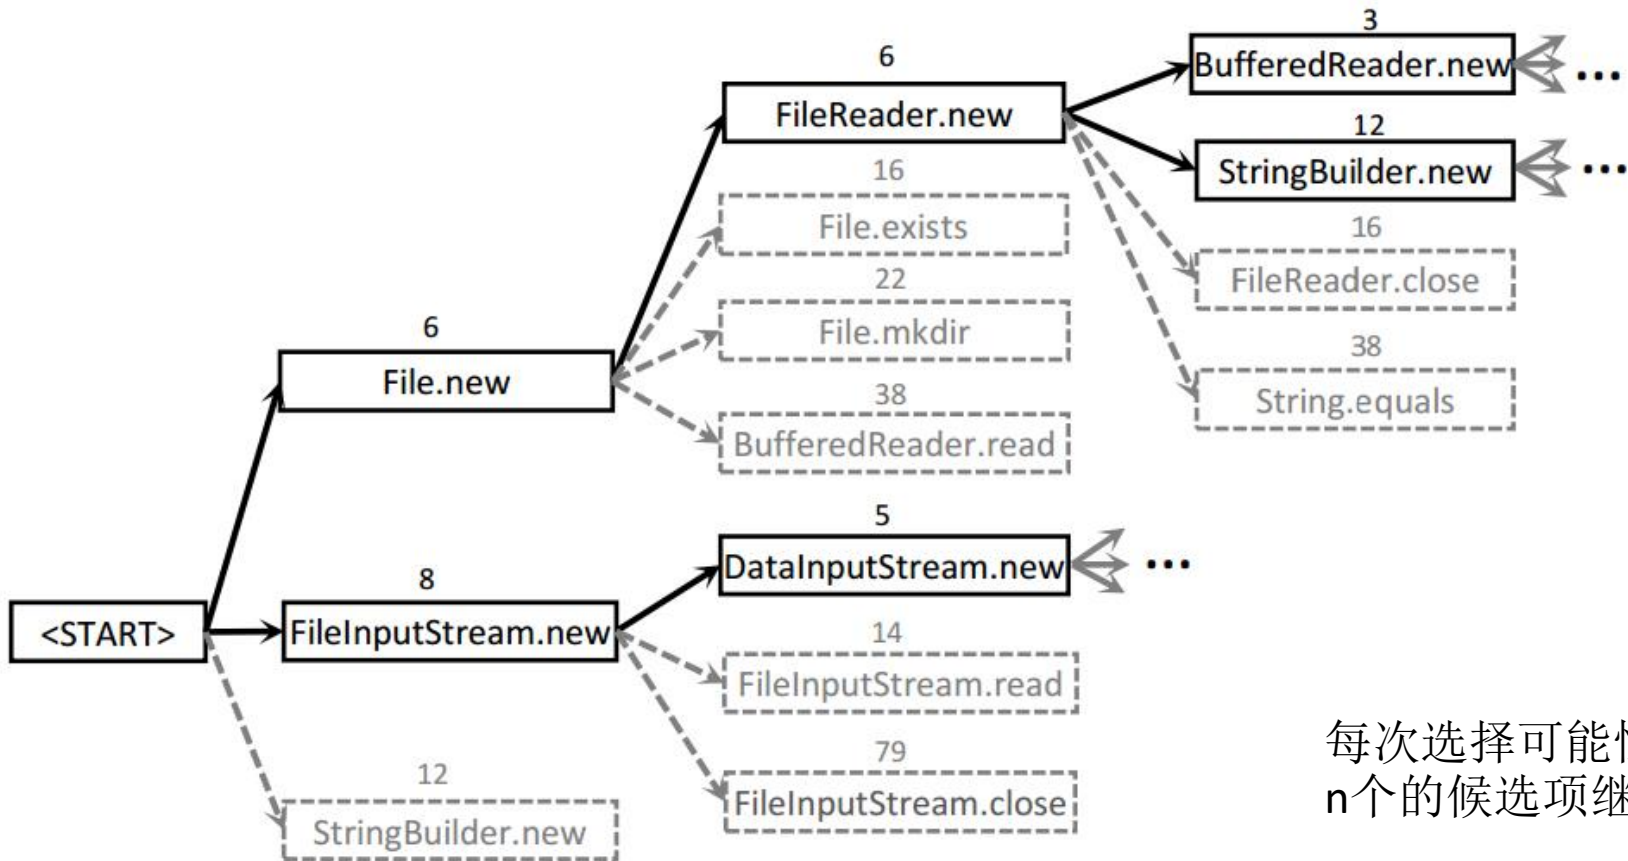 3
BufferedReader.new
...
6
FileReader.new
12
StringBuilder.new
...
16
File.exists
16
FileReader.close
22
File.mkdir
38
String.equals
6
File.new
38
BufferedReader.read
5
DataInputStream.new
...
8
<START>
FileInputStream.new
14
FileInputStream.read
79
FileInputStream.close
12
StringBuilder.new
每次选择可能
n个的候选项继